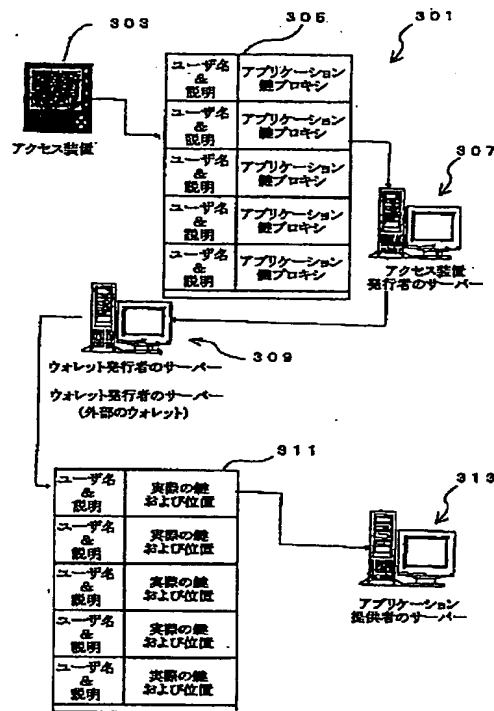 303
305
301
アクセス装置
ユーザ名
&
説明
アプリケーション
鍵プロキシ
ユーザ名
&
説明
アプリケーション
鍵プロキシ
ユーザ名
&
説明
アプリケーション
鍵プロキシ
ユーザ名
&
説明
アプリケーション
鍵プロキシ
ユーザ名
&
説明
アプリケーション
鍵プロキシ
307
アクセス装置
発行者のサーバー
309
ウォレット発行者のサーバー
ウォレット発行者のサーバー
(外部のウォレット)
311
ユーザ名
&
説明
実際の鍵
および位置
ユーザ名
&
説明
実際の鍵
および位置
ユーザ名
&
説明
実際の鍵
および位置
ユーザ名
&
説明
実際の鍵
および位置
ユーザ名
&
説明
実際の鍵
および位置
313
アプリケーション
提供者のサーバー